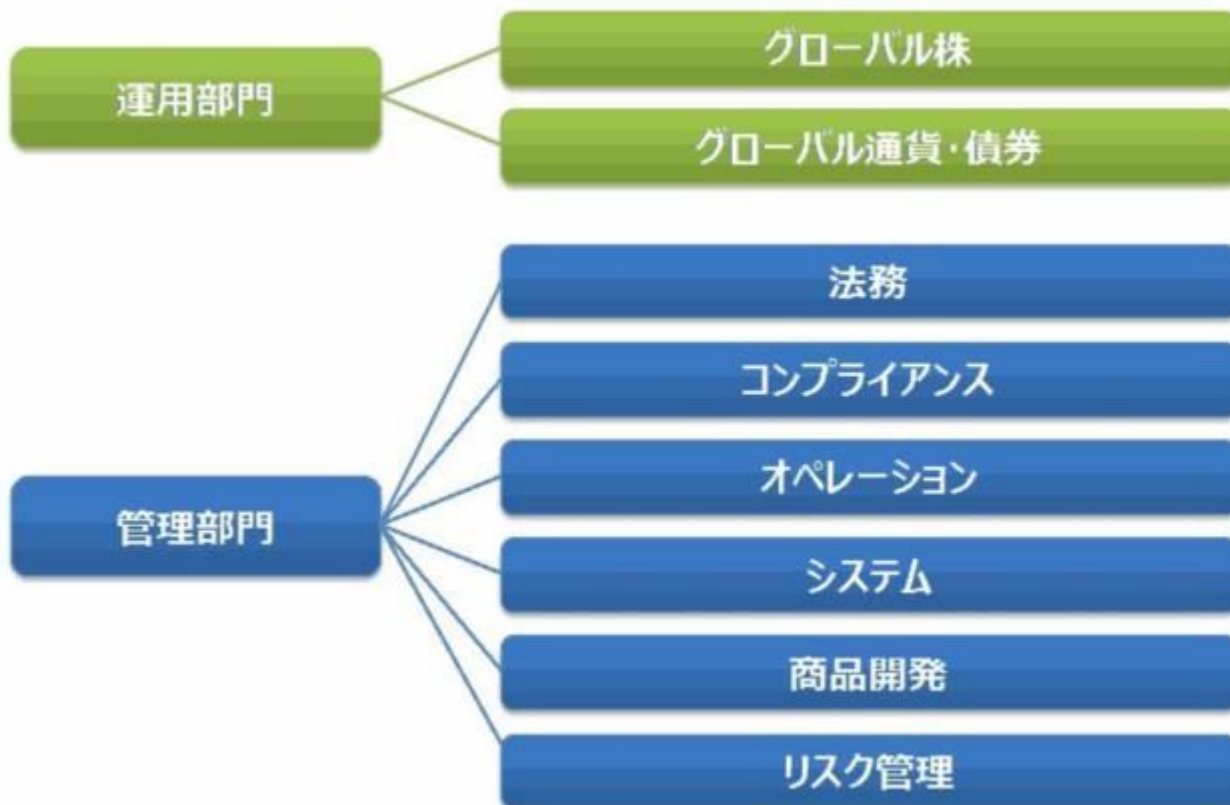 運用部門
グローバル株
グローバル通貨・債券
管理部門
法務
コンプライアンス
オペレーション
システム
商品開発
リスク管理